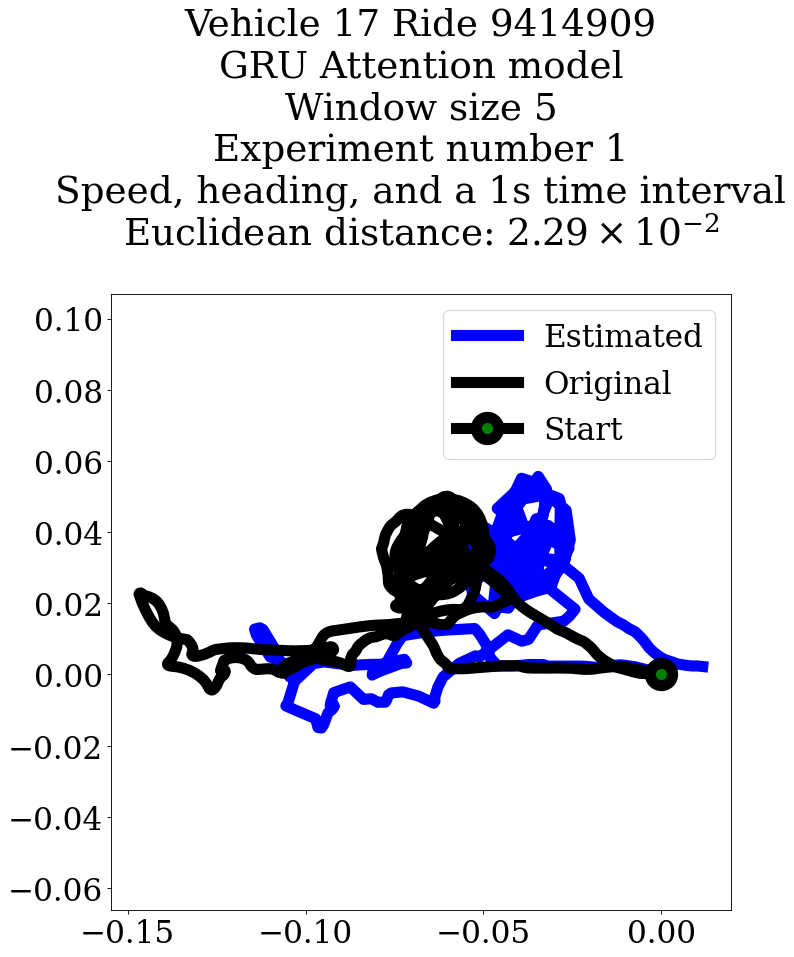 Vehicle 17 Ride 9414909
GRU Attention model
Window size 5
Experiment number 1
Speed, heading, and a 1s time interval
Euclidean distance: 2.29 × 10⁻²
Estimated
Original
Start
0.10
0.08
0.06
0.04
0.02
0.00
−0.02
−0.04
−0.06
−0.15
−0.10
−0.05
0.00